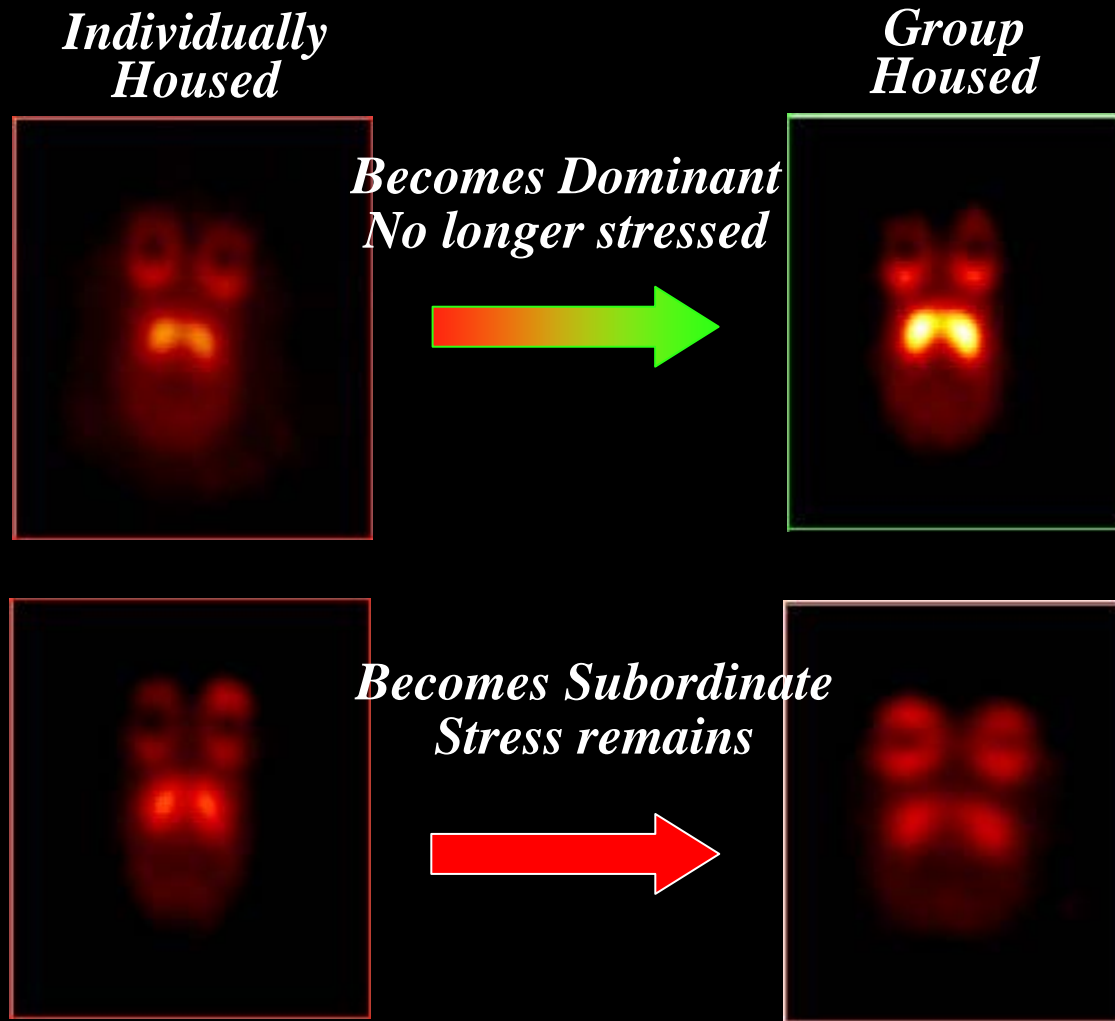 Individually
Housed
Group
Housed
Becomes Dominant
No longer stressed
Becomes Subordinate
Stress remains